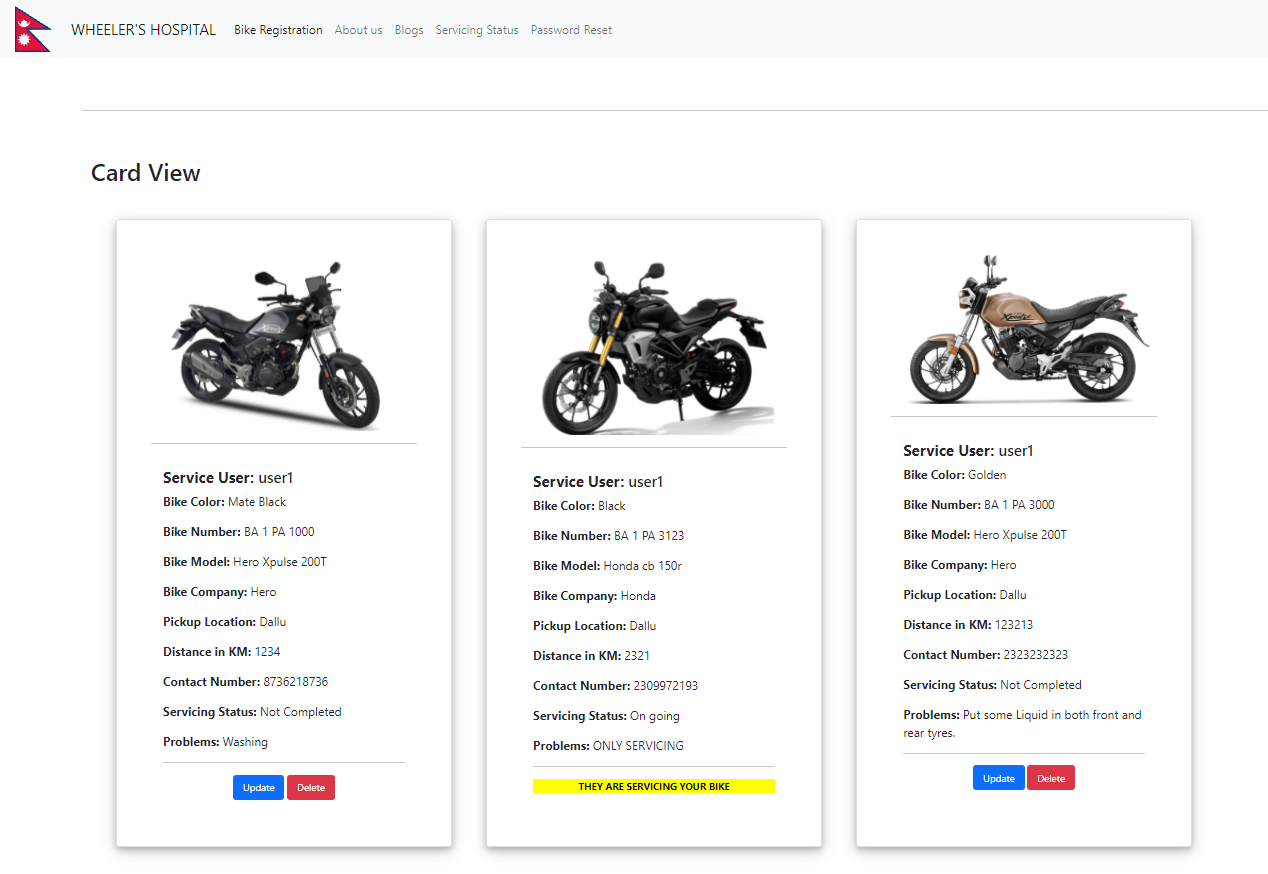 WHEELER'S HOSPITAL Bike Registration About us Blogs Servicing Status Password Reset
Card View
Xpulse
Service User: user1
Bike Color: Mate Black
Bike Number: BA 1 PA 1000
Bike Model: Hero Xpulse 200T
Bike Company: Hero
Pickup Location: Dallu
Distance in KM: 1234
Contact Number: 8736218736
Servicing Status: Not Completed
Problems: Washing
Update Delete
Service User: user1
Bike Color: Black
Bike Number: BA 1 PA 3123
Bike Model: Honda cb 150r
Bike Company: Honda
Pickup Location: Dallu
Distance in KM: 2321
Contact Number: 2309972193
Servicing Status: On going
Problems: ONLY SERVICING
THEY ARE SERVICING YOUR BIKE
Xpulse
Service User: user1
Bike Color: Golden
Bike Number: BA 1 PA 3000
Bike Model: Hero Xpulse 200T
Bike Company: Hero
Pickup Location: Dallu
Distance in KM: 123213
Contact Number: 2323232323
Servicing Status: Not Completed
Problems: Put some Liquid in both front and
rear tyres.
Update Delete